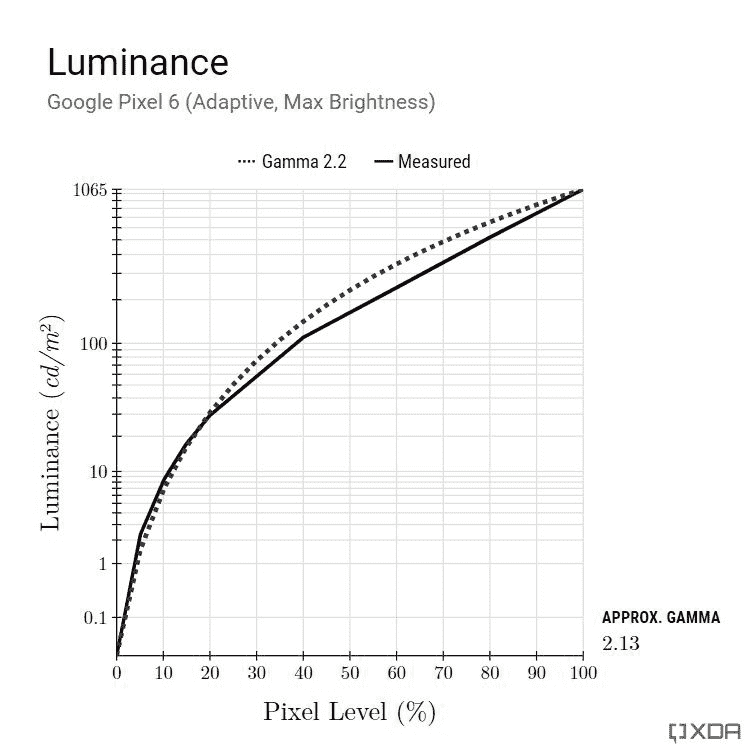 Luminance
Google Pixel 6 (Adaptive, Max Brightness)
Gamma 2.2 Measured
1065
100
10
1
0.1
Luminance (cd/m²)
0 10 20 30 40 50 60 70 80 90 100
Pixel Level (%)
APPROX. GAMMA
2.13
XDA